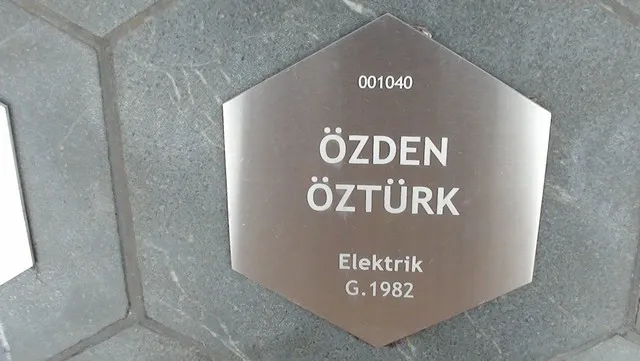 001040
ÖZDEN
ÖZTÜRK
Elektrik
G.1982